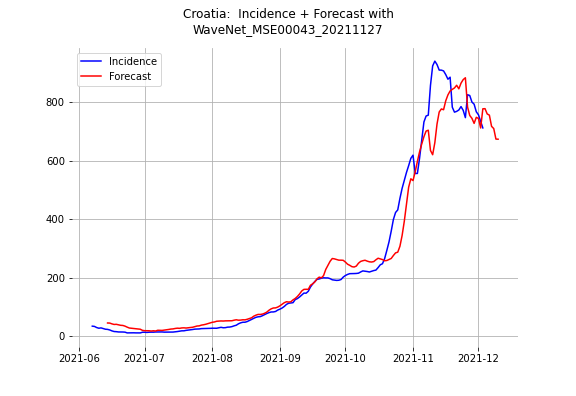 Croatia:  Incidence + Forecast with
WaveNet_MSE00043_20211127
Incidence
Forecast
800
600
400
200
0
2021-06 2021-07 2021-08 2021-09 2021-10 2021-11 2021-12